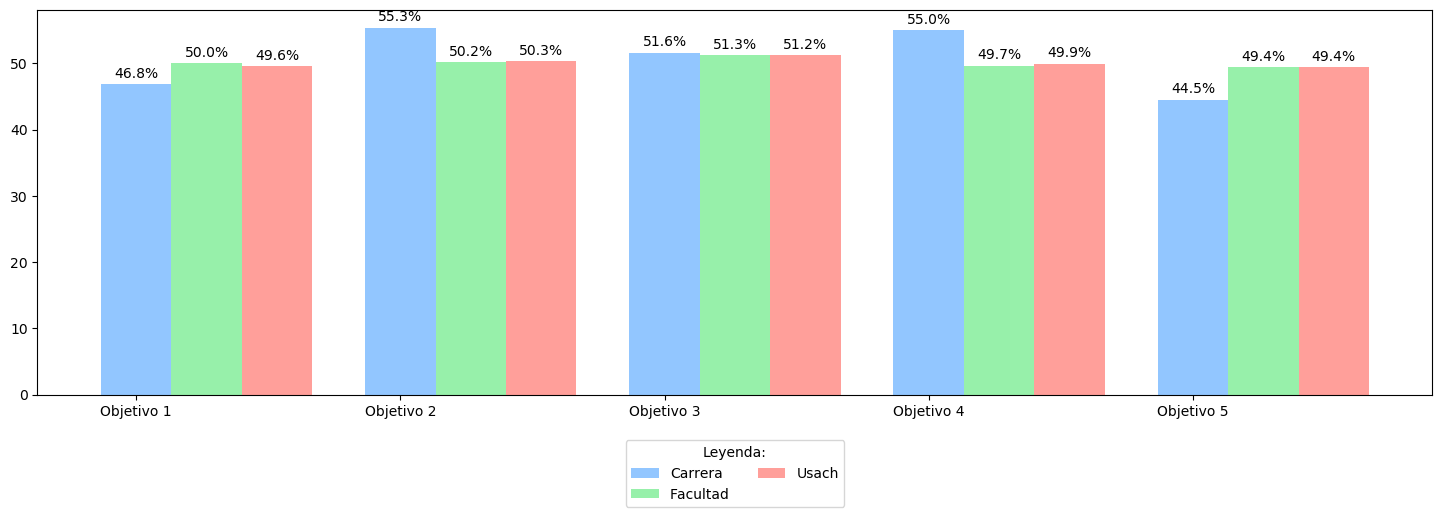 55.3%
55.0%
51.6% 51.3% 51.2%
50.0% 49.6% 50.2% 50.3% 49.7% 49.9% 49.4% 49.4%
46.8%
44.5%
50
40
30
20
10
0
Objetivo 1 Objetivo 2 Objetivo 3 Objetivo 4 Objetivo 5
Leyenda:
Carrera Usach
Facultad